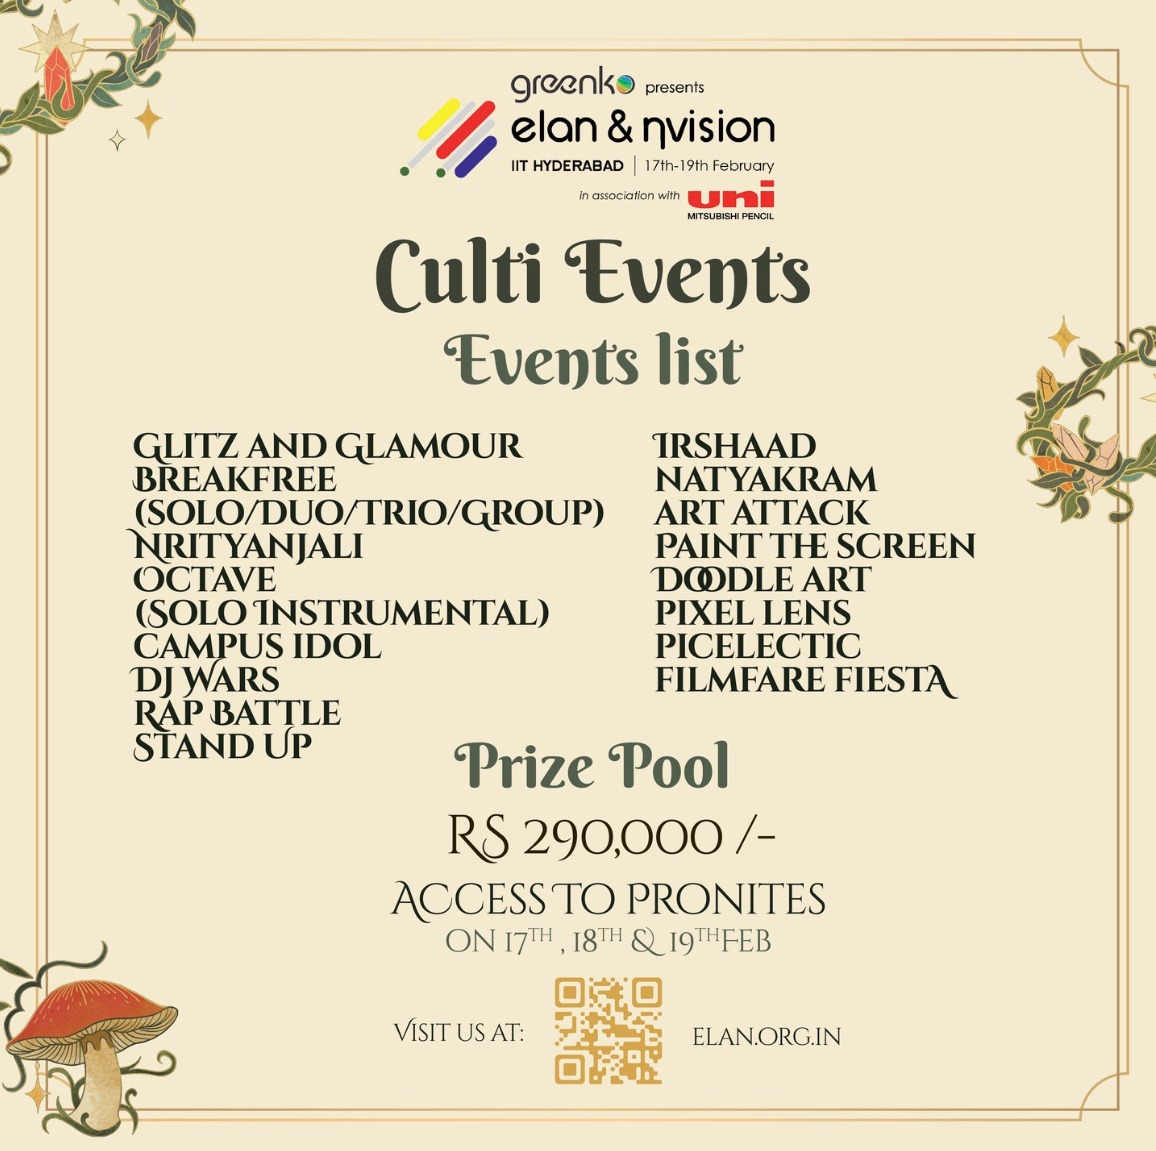 greenko presents
elan & nvision
IIT HYDERABAD | 17th-19th February
in association with uni
MITSUBISHI PENCIL
Culti Events
Events list
GLITZ AND GLAMOUR
BREAKFREE
(SOLO/DUO/TRIO/GROUP)
NRITYANJALI
OCTAVE
(SOLO INSTRUMENTAL)
CAMPUS IDOL
DJ WARS
RAP BATTLE
STAND UP
IRSHAAD
NATYAKRAM
ART ATTACK
PAINT THE SCREEN
DOODLE ART
PIXEL LENS
PICELECTIC
FILMFARE FIESTA
Prize Pool
RS 290,000 /-
ACCESS TO PRONITES
ON 17TH , 18TH & 19TH FEB
VISIT US AT: ELAN.ORG.IN